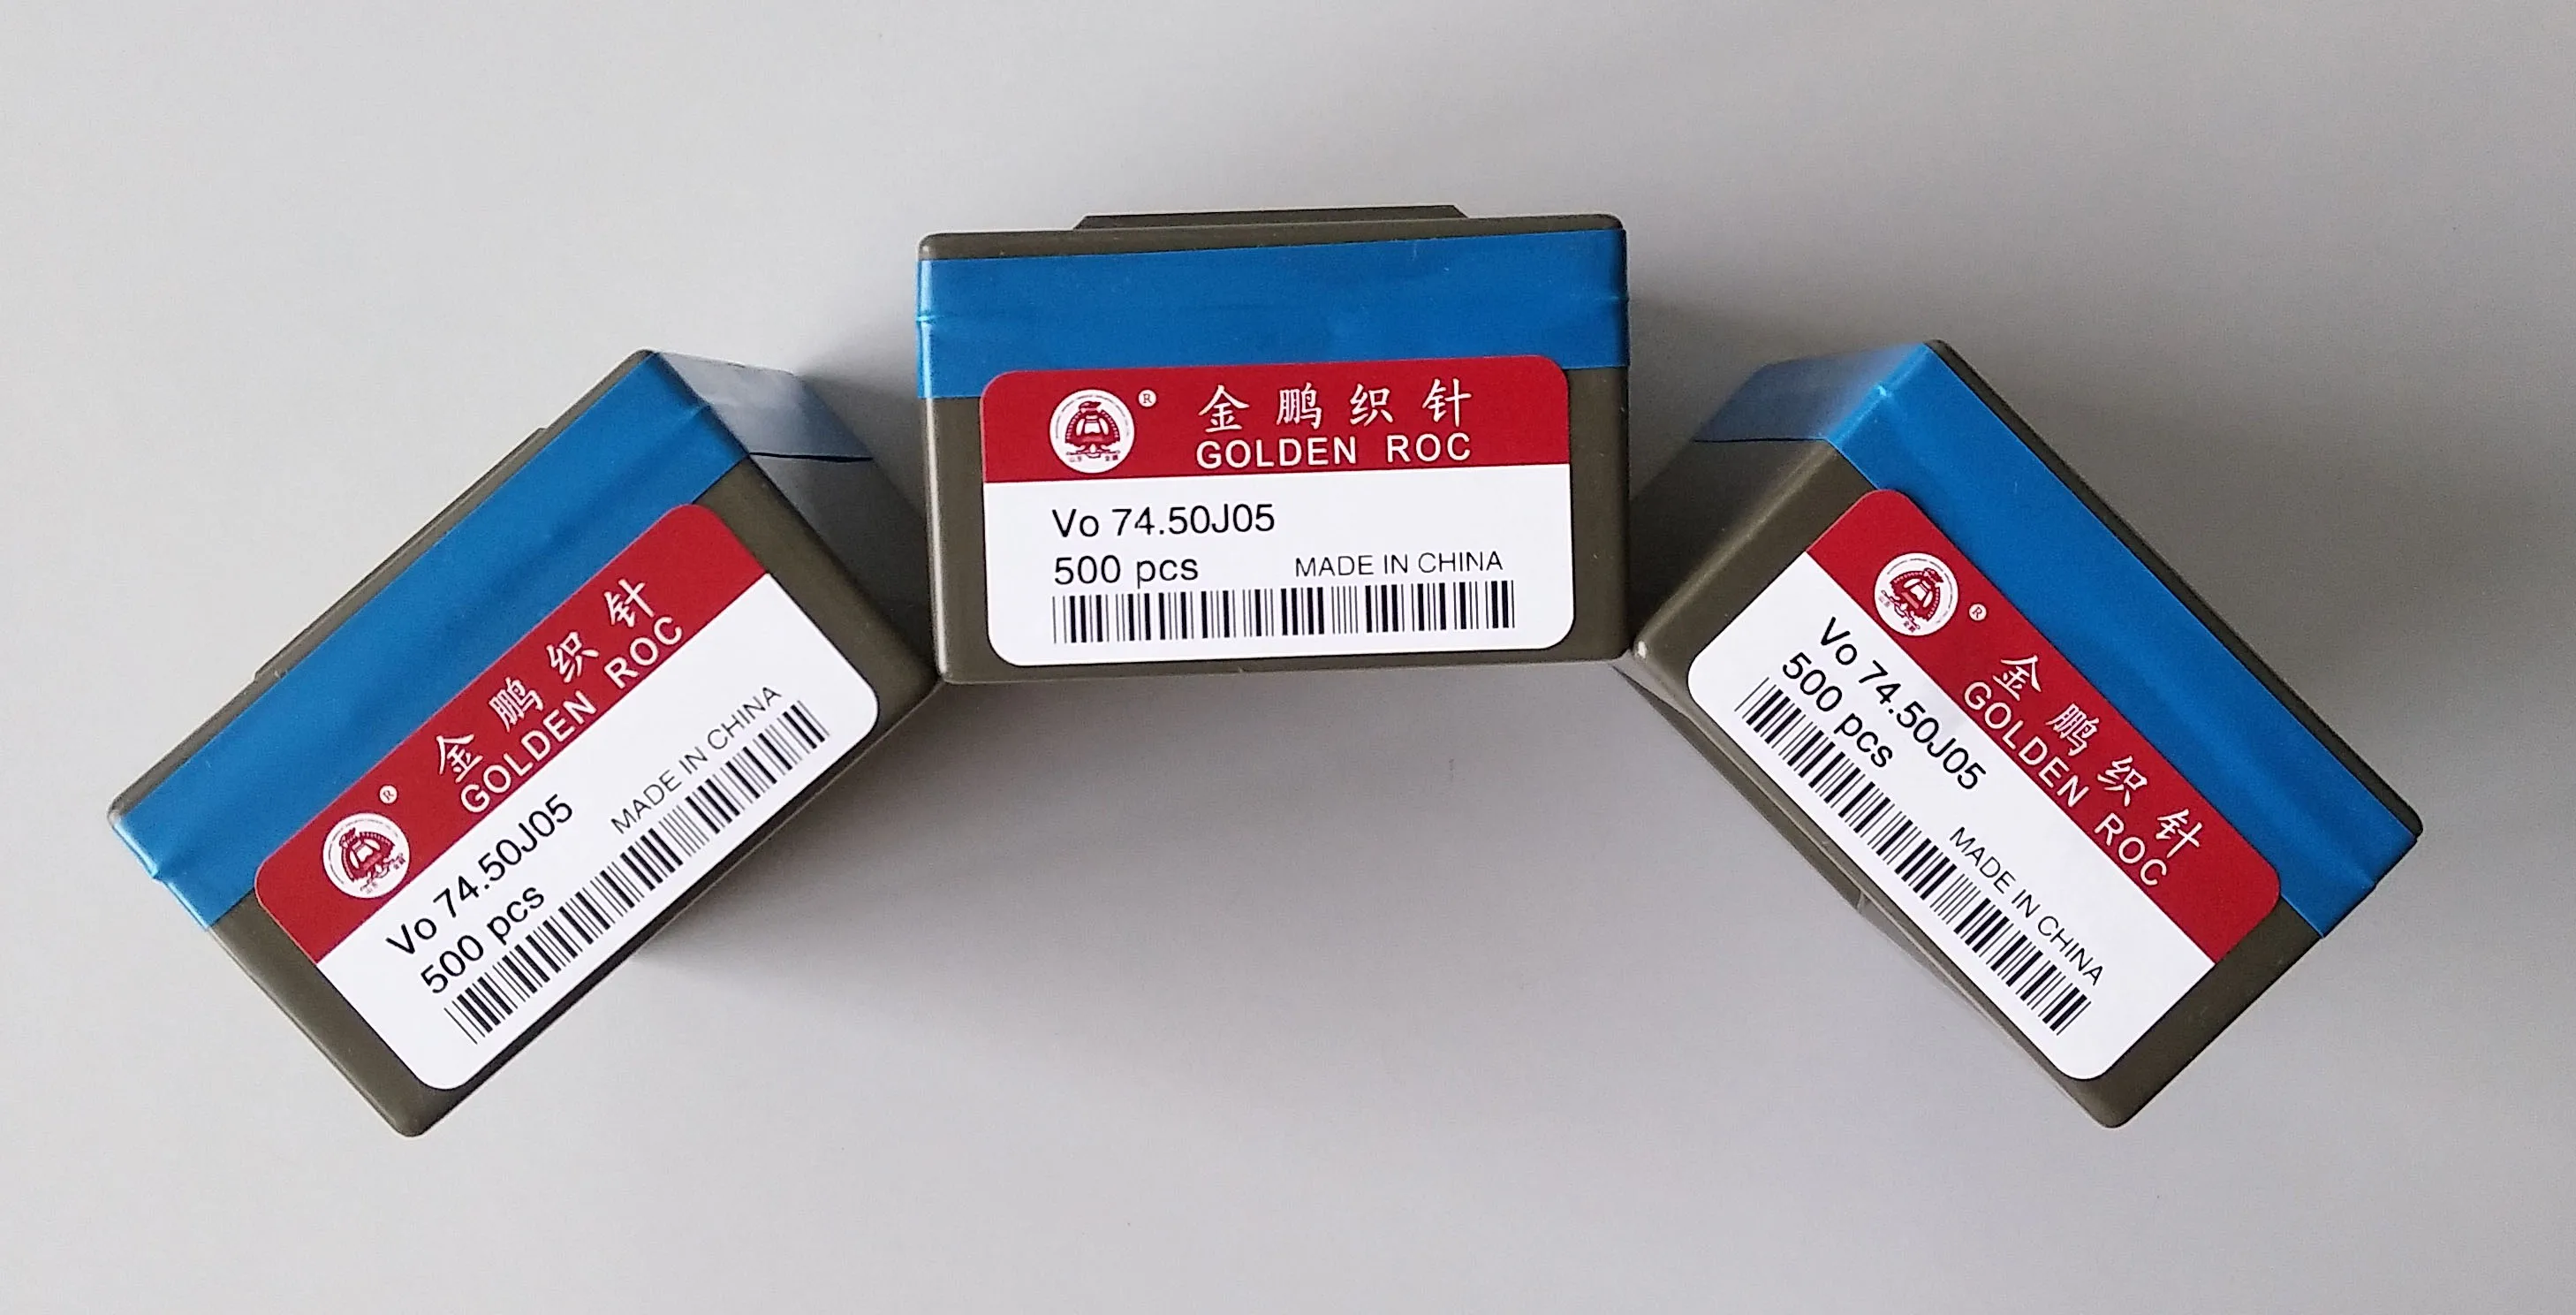 金鹏织针
GOLDEN ROC
Vo 74.50J05
500 pcs
MADE IN CHINA
®
金鹏织针
GOLDEN ROC
Vo 74.50J05
500 pcs MADE IN CHINA
®
金鹏织针
GOLDEN ROC
Vo 74.50J05
500 pcs
MADE IN CHINA
®